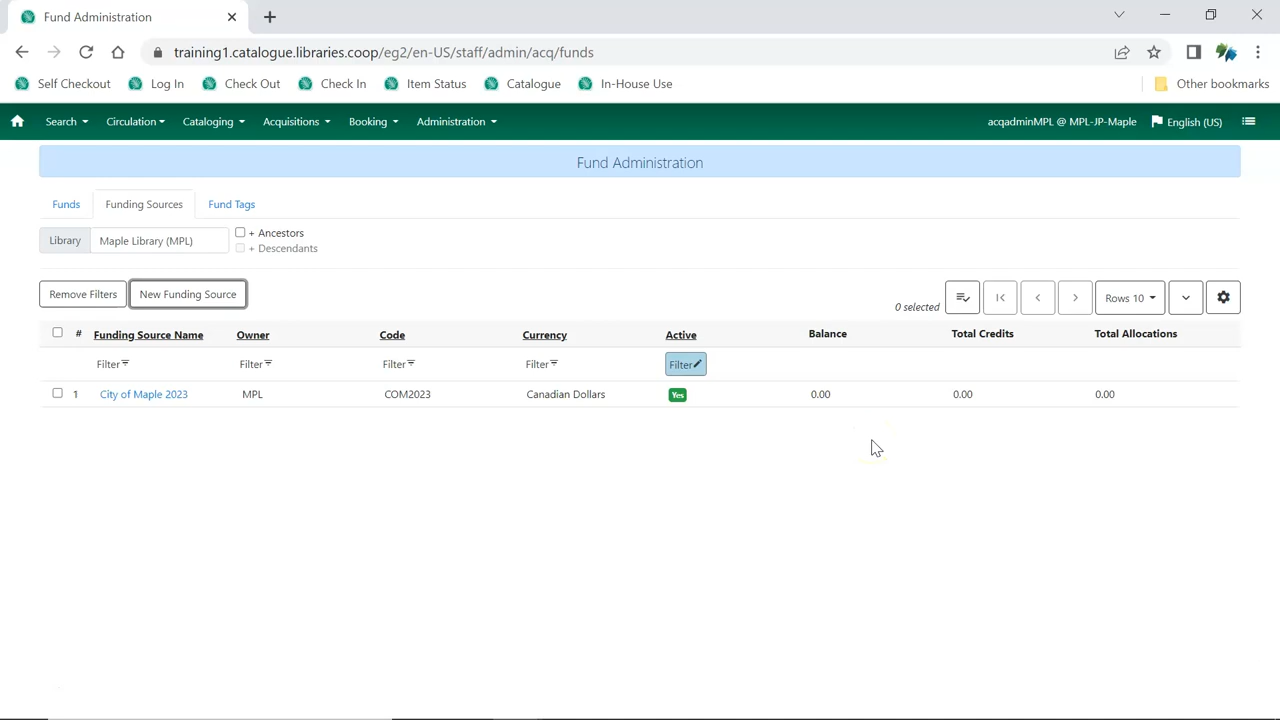 Fund Administration
training1.catalogue.libraries.coop/eg2/en-US/staff/admin/acq/funds
Self Checkout Log In Check Out Check In Item Status Catalogue In-House Use Other bookmarks
Search Circulation Cataloging Acquisitions Booking Administration acqadminMPL @ MPL-JP-Maple English (US)
Fund Administration
Funds Funding Sources Fund Tags
Library Maple Library (MPL) + Ancestors
+ Descendants
Remove Filters New Funding Source 0 selected Rows 10
# Funding Source Name Owner Code Currency Active Balance Total Credits Total Allocations
Filter Filter Filter Filter Filter
1 City of Maple 2023 MPL COM2023 Canadian Dollars Yes 0.00 0.00 0.00